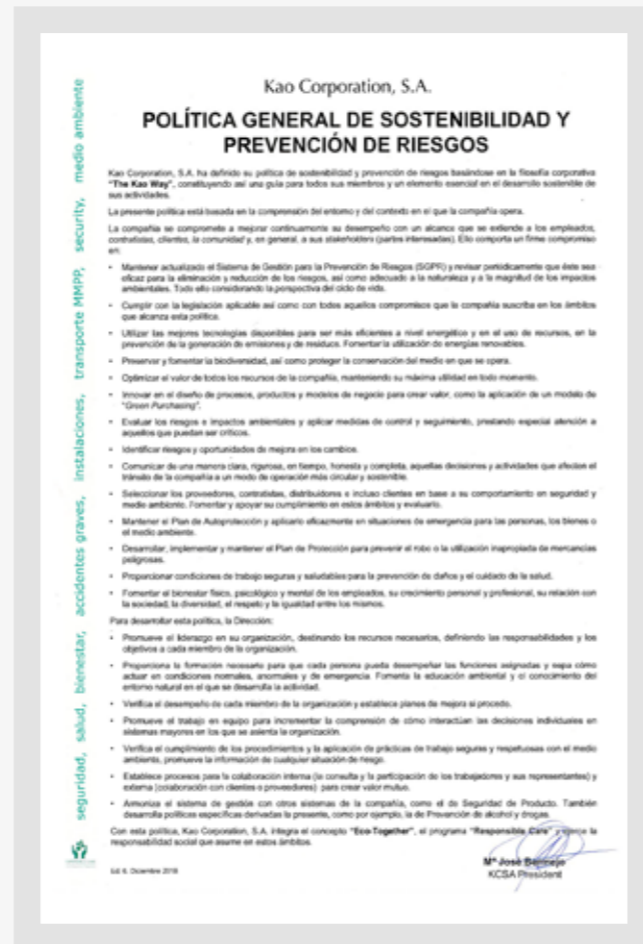 Kao Corporation, S.A.
POLÍTICA GENERAL DE SOSTENIBILIDAD Y
PREVENCIÓN DE RIESGOS
Kao Corporation, S.A. ha definido su política de sostenibilidad y prevención de riesgos basándose en la filosofía corporativa
"The Kao Way", constituyendo así una guía para todos sus miembros y un elemento esencial en el desarrollo sostenible de
sus actividades.
La presente política está basada en la comprensión del entorno y del contexto en el que la compañía opera.
La compañía se compromete a mejorar continuamente su desempeño con un alcance que se extiende a los empleados,
contratistas, clientes, la comunidad y, en general, a sus stakeholders (partes interesadas). Ello comporta un firme compromiso
en:
- Mantener actualizado el Sistema de Gestión para la Prevención de Riesgos (SGPR) y revisar periódicamente que éste sea
eficaz para la eliminación y reducción de los riesgos, así como adecuado a la naturaleza y a la magnitud de los impactos
ambientales. Todo ello considerando la perspectiva del ciclo de vida.
- Cumplir con la legislación aplicable así como con todos aquellos compromisos que la compañía suscriba en los ámbitos
que alcanza esta política.
- Utilizar las mejores tecnologías disponibles para ser más eficientes a nivel energético y en el uso de recursos, en la
prevención de la generación de emisiones y de residuos. Fomentar la utilización de energías renovables.
- Preservar y fomentar la biodiversidad, así como proteger la conservación del medio en que se opera.
- Optimizar el valor de todos los recursos de la compañía, manteniendo su máxima utilidad en todo momento.
- Innovar en el diseño de procesos, productos y modelos de negocio para crear valor, como la aplicación de un modelo de
"Green Purchasing".
- Evaluar los riesgos e impactos ambientales y aplicar medidas de control y seguimiento, prestando especial atención a
aquellos que puedan ser críticos.
- Identificar riesgos y oportunidades de mejora en los cambios.
- Comunicar de una manera clara, rigurosa, en tiempo, honesta y completa, aquellas decisiones y actividades que afecten el
tránsito de la compañía a un modo de operación más circular y sostenible.
- Seleccionar los proveedores, contratistas, distribuidores e incluso clientes en base a su comportamiento en seguridad y
medio ambiente. Fomentar y apoyar su cumplimiento en estos ámbitos y evaluarlo.
- Mantener el Plan de Autoprotección y aplicarlo eficazmente en situaciones de emergencia para las personas, los bienes o
el medio ambiente.
- Desarrollar, implementar y mantener el Plan de Protección para prevenir el robo o la utilización inapropiada de mercancías
peligrosas.
- Proporcionar condiciones de trabajo seguras y saludables para la prevención de daños y el cuidado de la salud.
- Fomentar el bienestar físico, psicológico y mental de los empleados, su crecimiento personal y profesional, su relación con
la sociedad, la diversidad, el respeto y la igualdad entre los mismos.
Para desarrollar esta política, la Dirección:
- Promueve el liderazgo en su organización, destinando los recursos necesarios, definiendo las responsabilidades y los
objetivos a cada miembro de la organización.
- Proporciona la formación necesaria para que cada persona pueda desempeñar las funciones asignadas y sepa cómo
actuar en condiciones normales, anormales y de emergencia. Fomenta la educación ambiental y el conocimiento del
entorno natural en el que se desarrolla la actividad.
- Verifica el desempeño de cada miembro de la organización y establece planes de mejora si procede.
- Promueve el trabajo en equipo para incrementar la comprensión de cómo interactúan las decisiones individuales en
sistemas mayores en los que se asienta la organización.
- Verifica el cumplimiento de los procedimientos y la aplicación de prácticas de trabajo seguras y respetuosas con el medio
ambiente, promueve la información de cualquier situación de riesgo.
- Establece procesos para la colaboración interna (la consulta y la participación de los trabajadores y sus representantes) y
externa (colaboración con clientes o proveedores) para crear valor mutuo.
- Armoniza el sistema de gestión con otros sistemas de la compañía, como el de Seguridad de Producto. También
desarrolla políticas específicas derivadas la presente, como por ejemplo, la de Prevención de alcohol y drogas.
Con esta política, Kao Corporation, S.A. integra el concepto "Eco-Together", el programa "Responsible Care" y ejerce la
responsabilidad social que asume en estos ámbitos.
Mª José Bermejo
KCSA President
Ed. 6. Diciembre 2018
seguridad, salud, bienestar, accidentes graves, instalaciones, transporte MMPP, security, medio ambiente